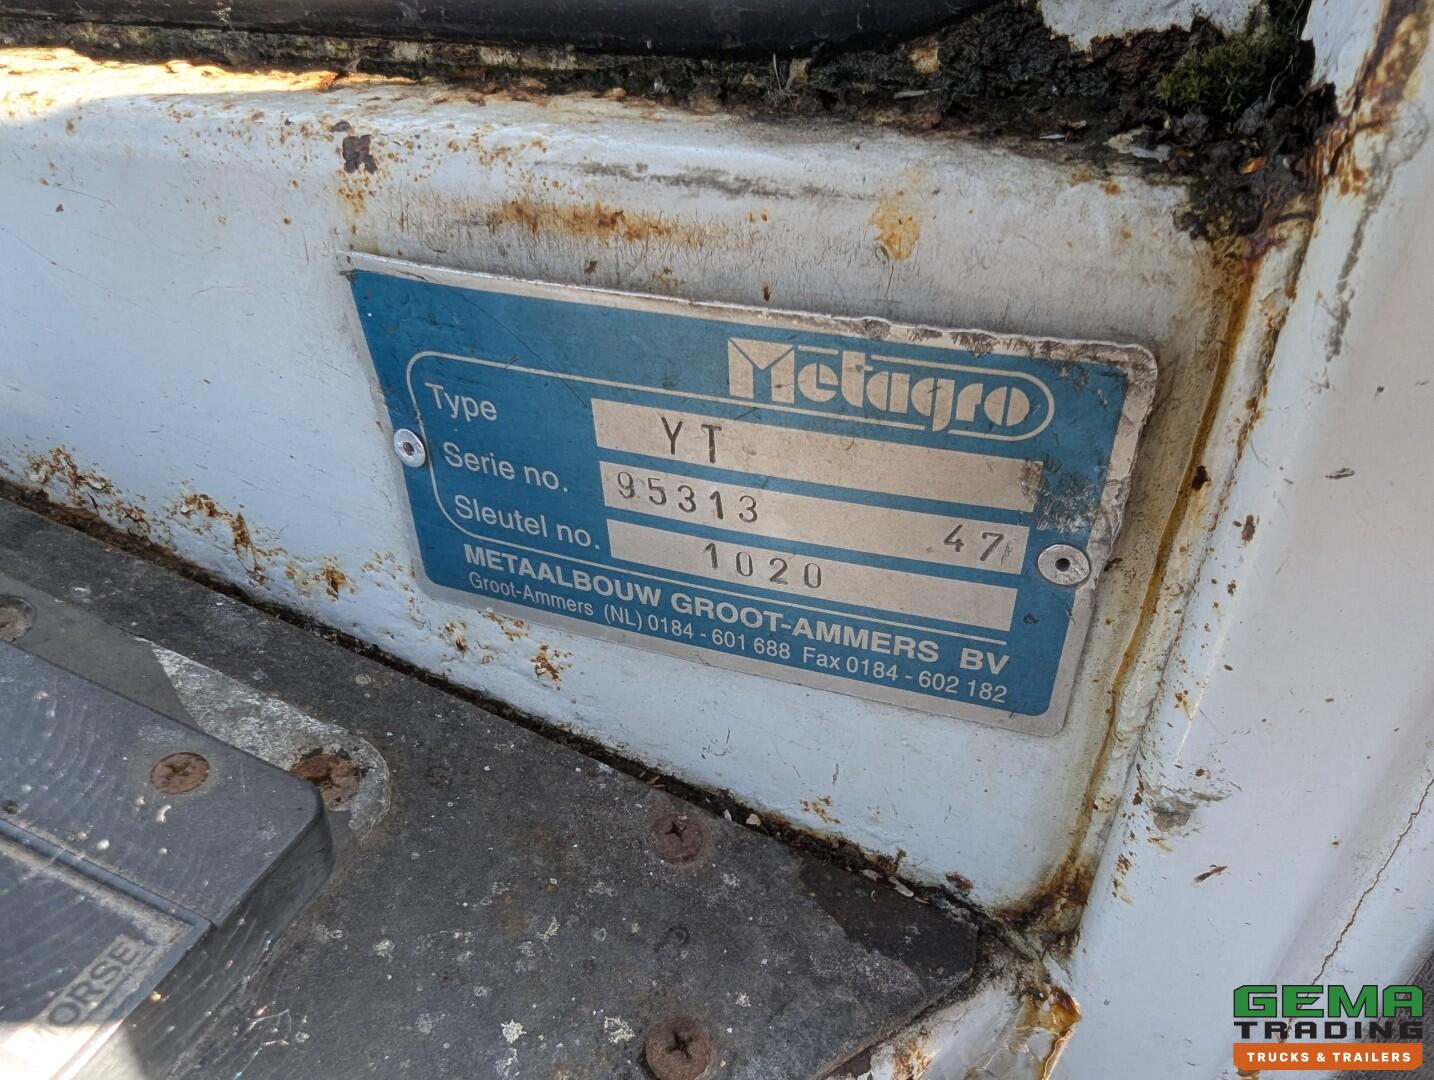 Metagro
Type YT
Serie no. 95313 47
Sleutel no. 1020
METAALBOUW GROOT-AMMERS BV
Groot-Ammers (NL) 0184 - 601 688 Fax 0184 - 602 182
MORSE
GEMA
TRADING
TRUCKS & TRAILERS